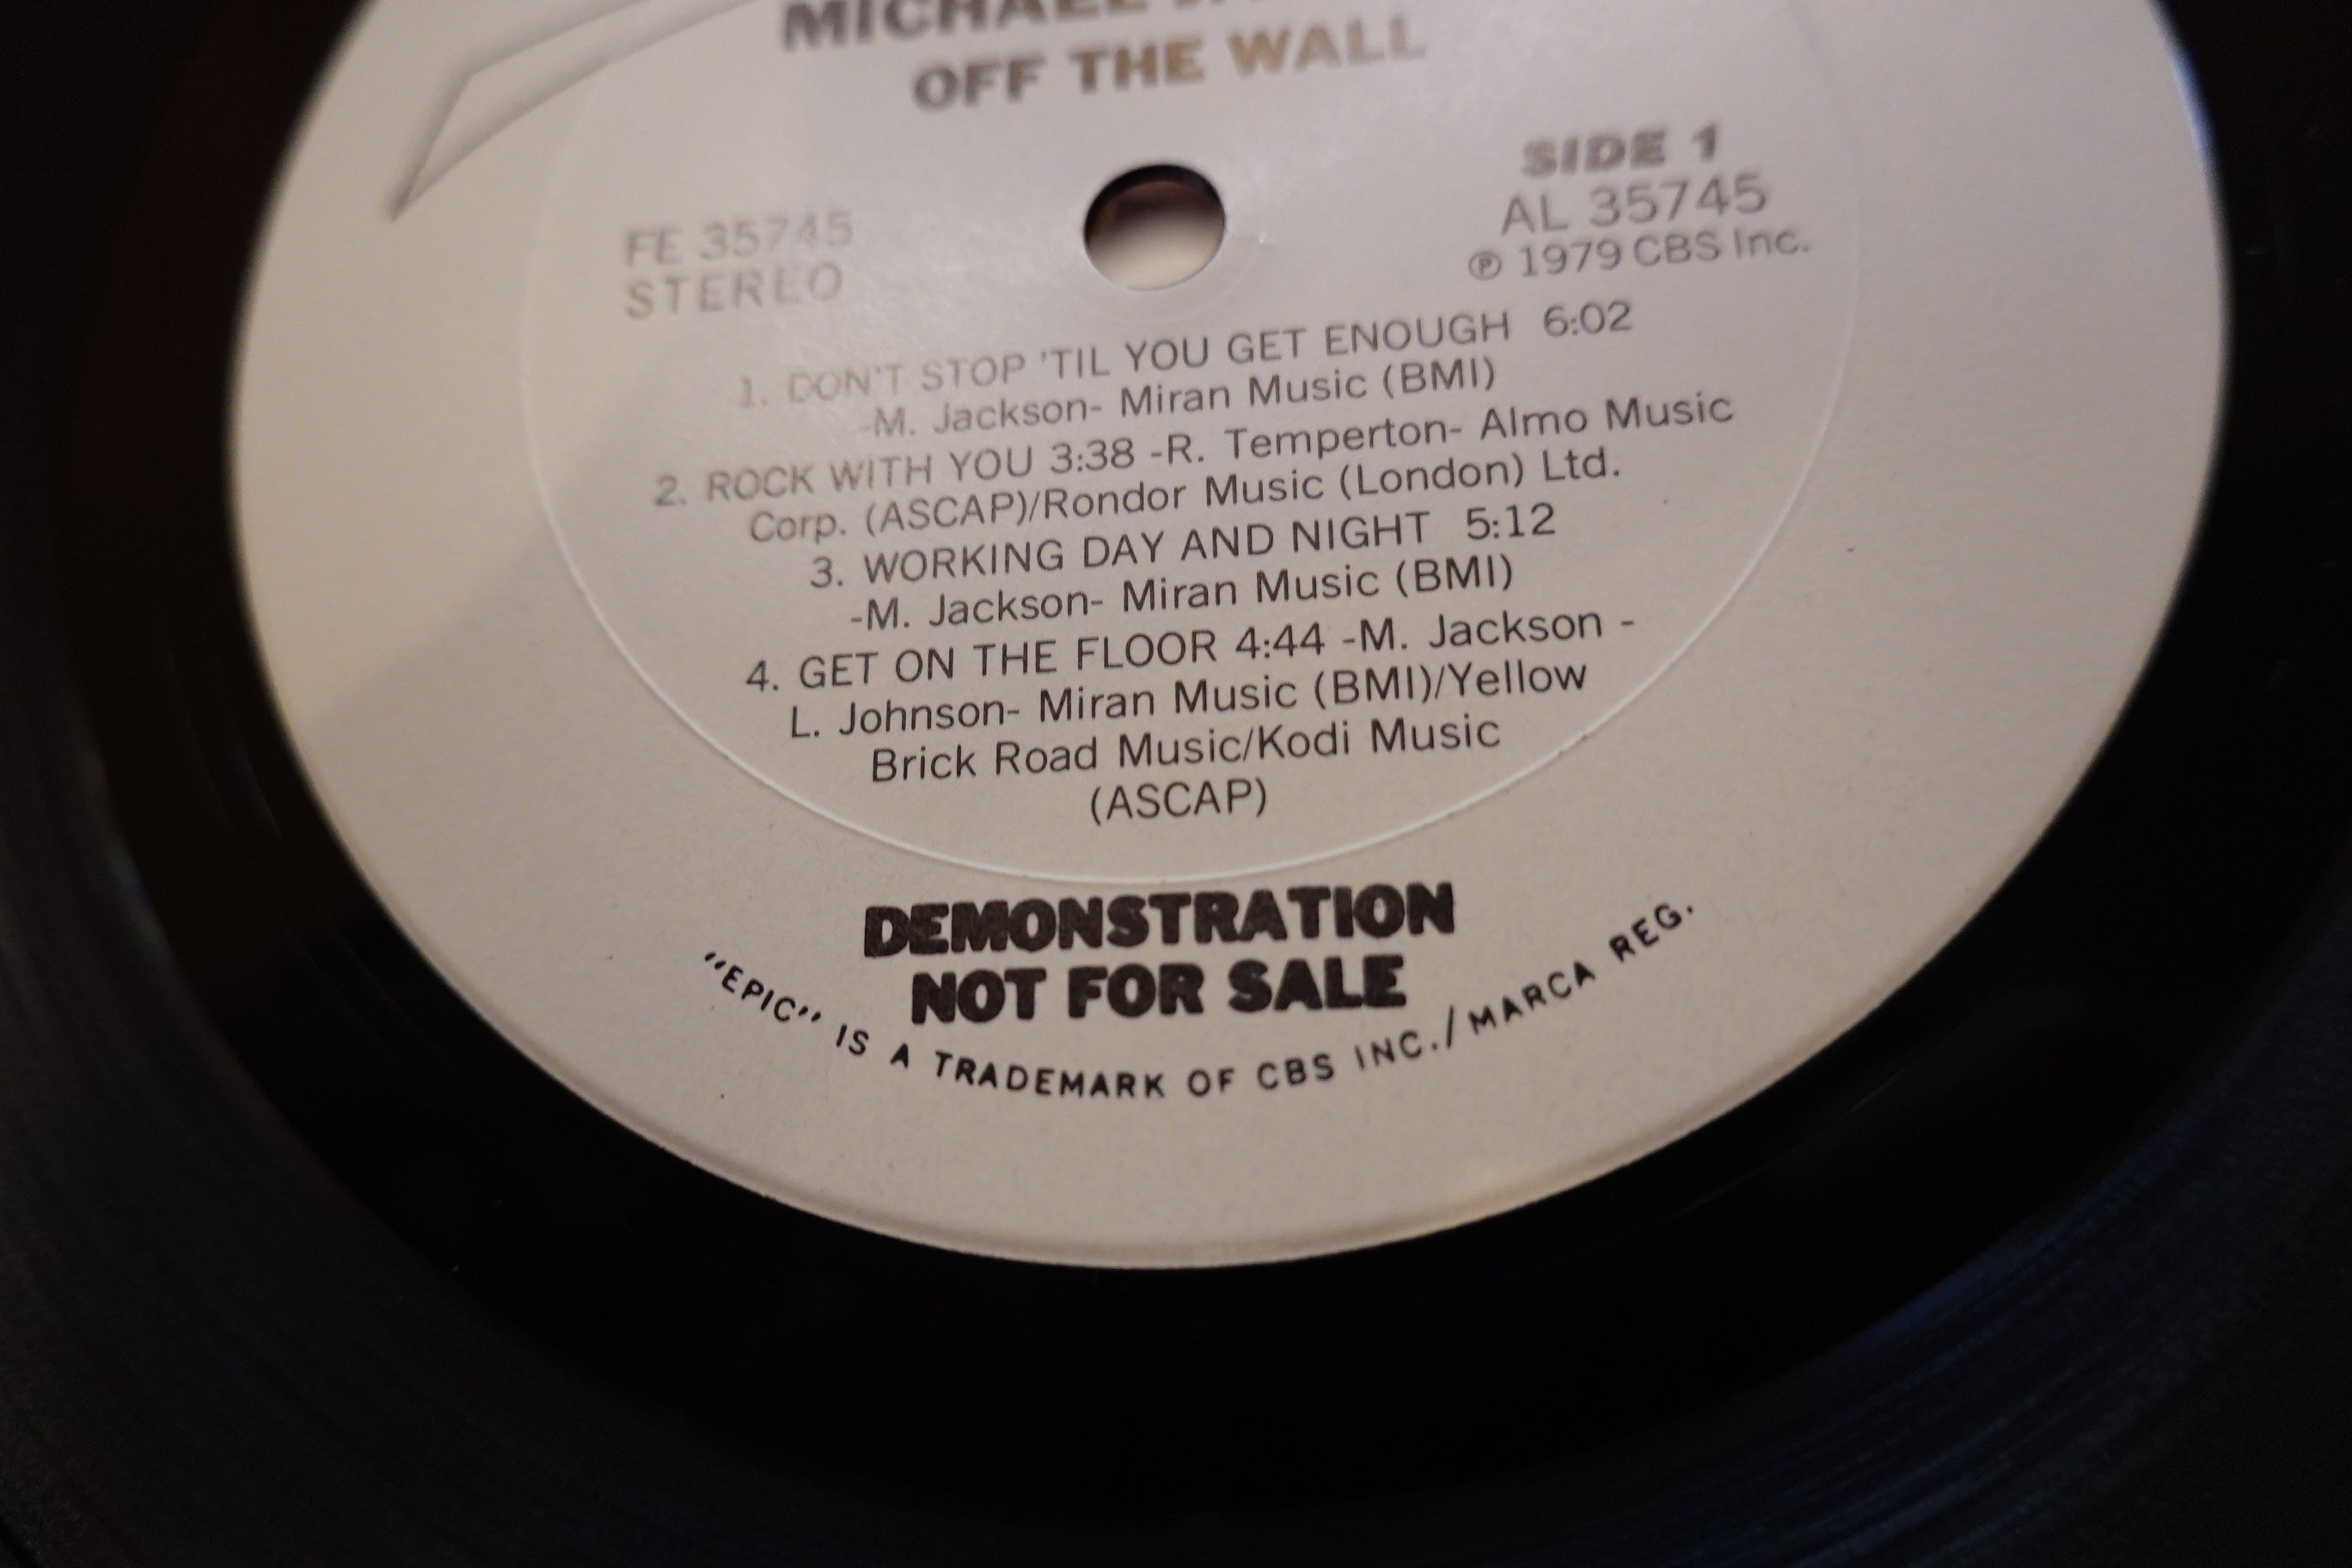 MICHAEL
OFF THE WALL
SIDE 1
FE 35745
AL 35745
STEREO
℗ 1979 CBS Inc.
1. DON'T STOP 'TIL YOU GET ENOUGH 6:02
-M. Jackson- Miran Music (BMI)
2. ROCK WITH YOU 3:38 -R. Temperton- Almo Music
Corp. (ASCAP)/Rondor Music (London) Ltd.
3. WORKING DAY AND NIGHT 5:12
-M. Jackson- Miran Music (BMI)
4. GET ON THE FLOOR 4:44 -M. Jackson -
L. Johnson- Miran Music (BMI)/Yellow
Brick Road Music/Kodi Music
(ASCAP)
DEMONSTRATION
NOT FOR SALE
"EPIC" IS A TRADEMARK OF CBS INC./MARCA REG.